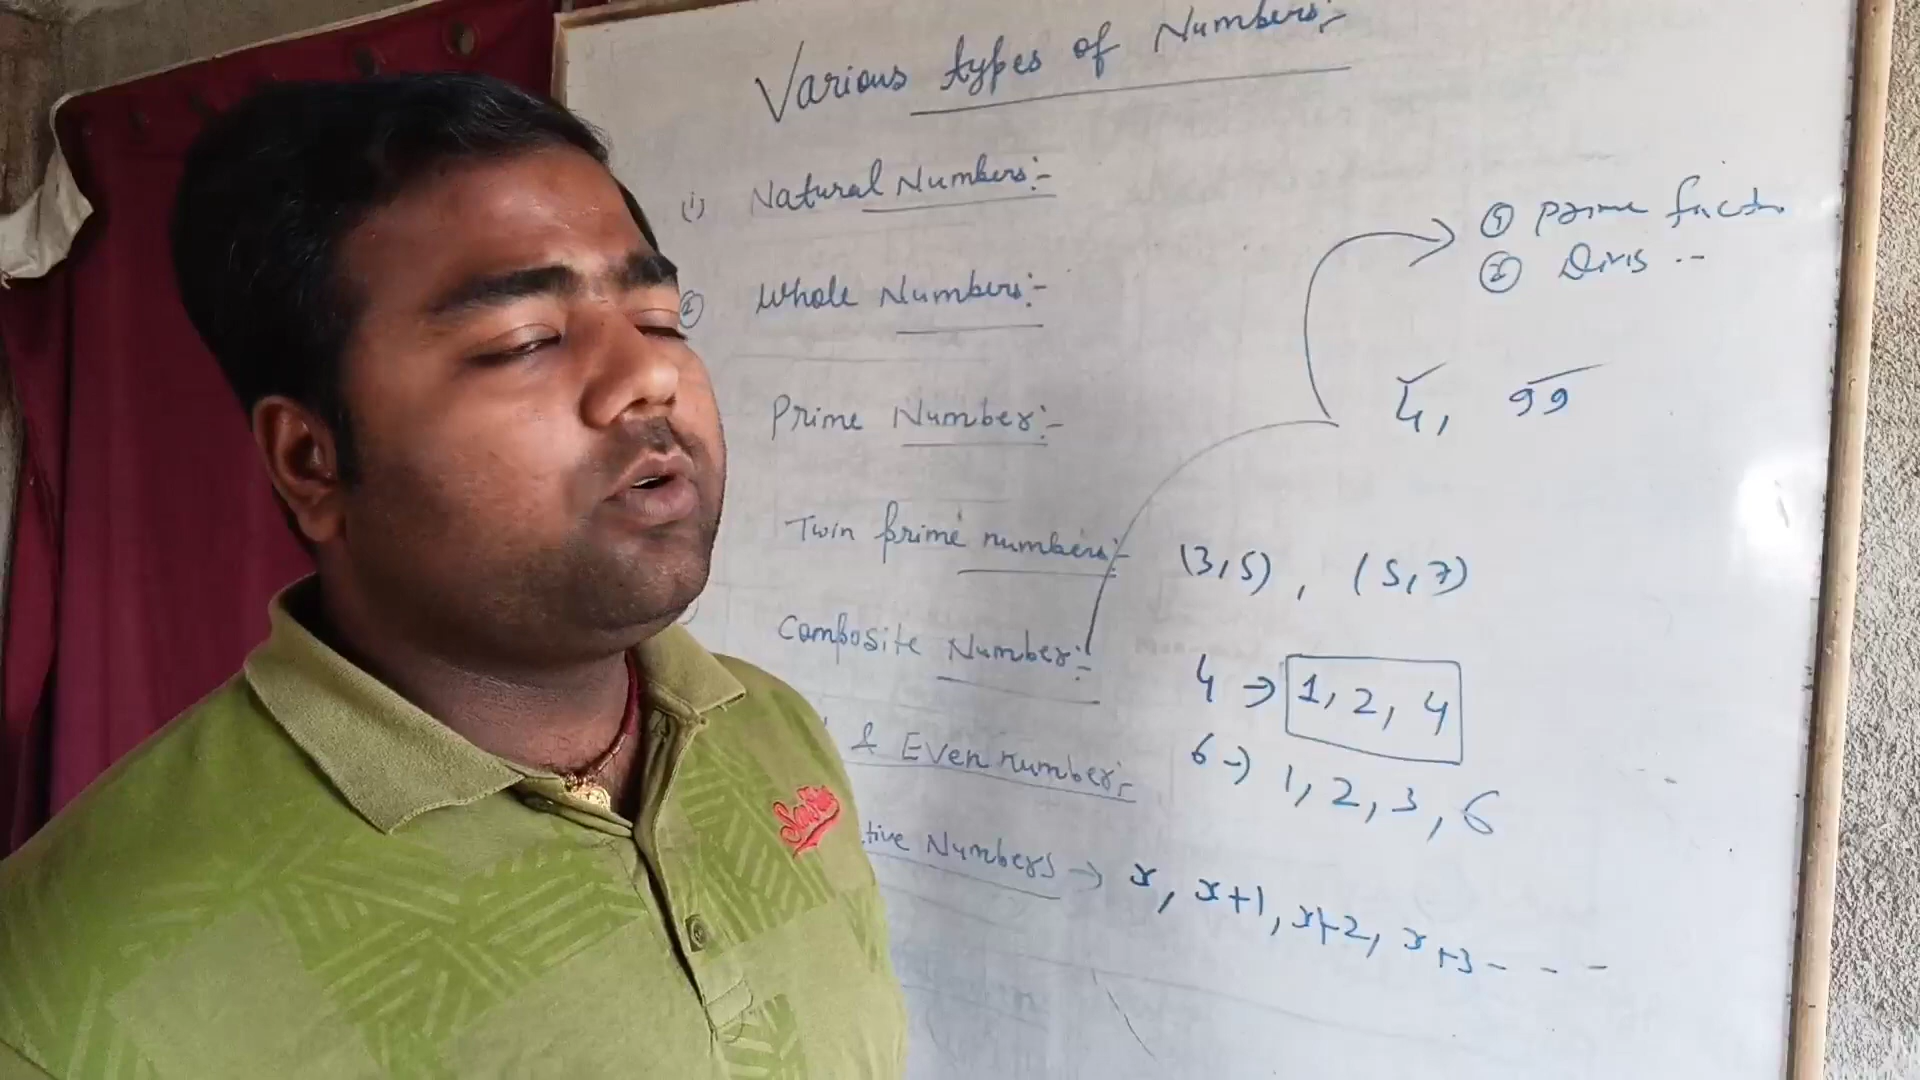 Various types of Numbers:-
(i) Natural Numbers:-
② Whole Numbers:-
Prime Number:-
Twin prime numbers:- (3,5), (5,7)
Composite Number:-
& Even number:-
tive Numbers → x, x+1, x+2, x+3 - - -
① Prime facto
② Divis --
4, 99
4 → 1, 2, 4
6 → 1, 2, 3, 6